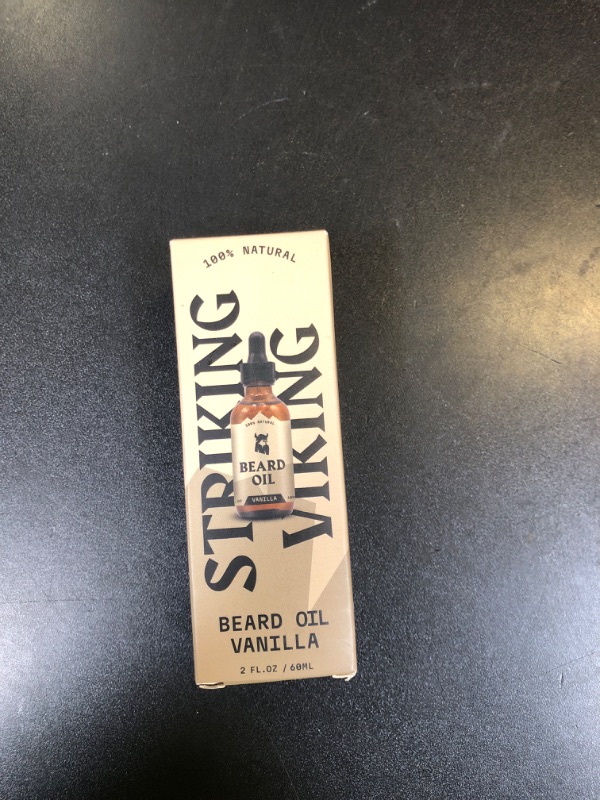 100% NATURAL
STRIKING
VIKING
100% NATURAL
BEARD
OIL
VANILLA
BEARD OIL
VANILLA
2 FL.OZ / 60ML